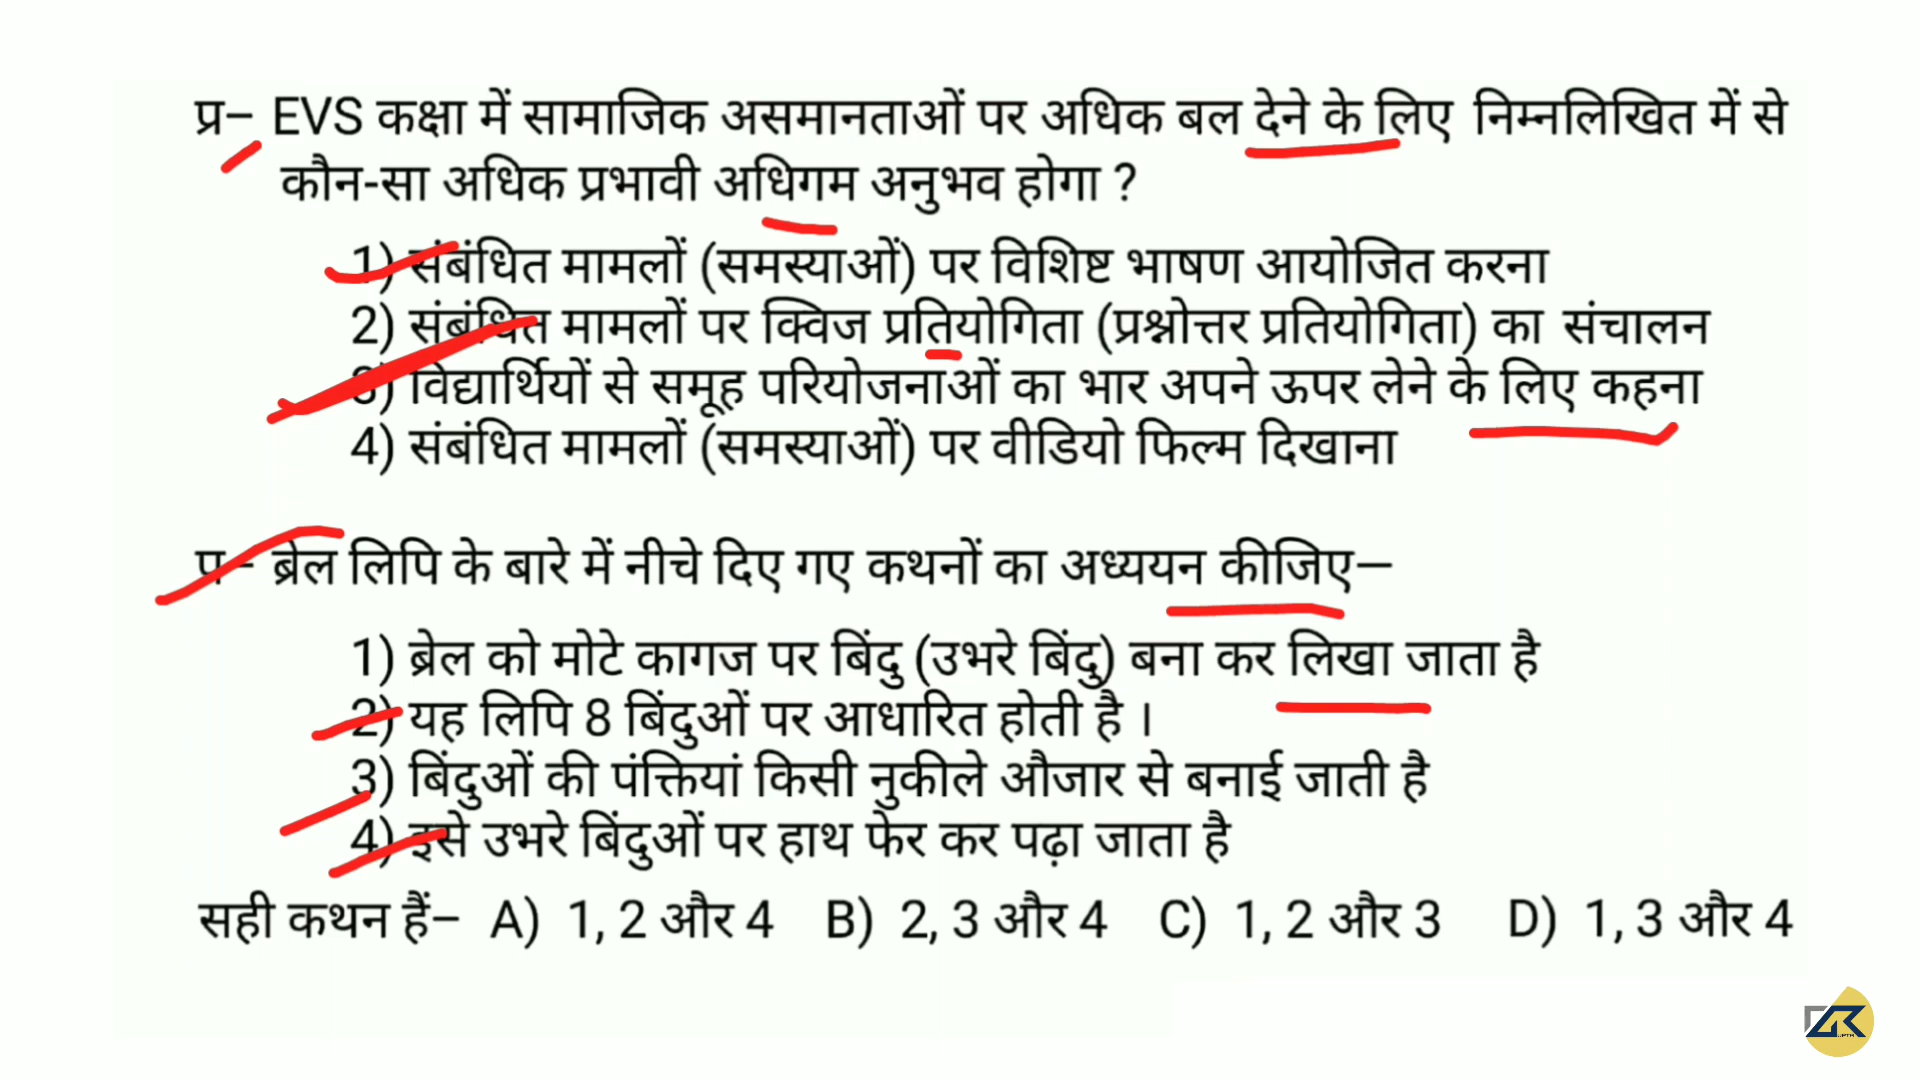 प्र– EVS कक्षा में सामाजिक असमानताओं पर अधिक बल देने के लिए निम्नलिखित में से
कौन-सा अधिक प्रभावी अधिगम अनुभव होगा ?
1) संबंधित मामलों (समस्याओं) पर विशिष्ट भाषण आयोजित करना
2) संबंधित मामलों पर क्विज प्रतियोगिता (प्रश्नोत्तर प्रतियोगिता) का संचालन
3) विद्यार्थियों से समूह परियोजनाओं का भार अपने ऊपर लेने के लिए कहना
4) संबंधित मामलों (समस्याओं) पर वीडियो फिल्म दिखाना
प्र– ब्रेल लिपि के बारे में नीचे दिए गए कथनों का अध्ययन कीजिए–
1) ब्रेल को मोटे कागज पर बिंदु (उभरे बिंदु) बना कर लिखा जाता है
2) यह लिपि 8 बिंदुओं पर आधारित होती है ।
3) बिंदुओं की पंक्तियां किसी नुकीले औजार से बनाई जाती है
4) इसे उभरे बिंदुओं पर हाथ फेर कर पढ़ा जाता है
सही कथन हैं– A) 1, 2 और 4 B) 2, 3 और 4 C) 1, 2 और 3 D) 1, 3 और 4